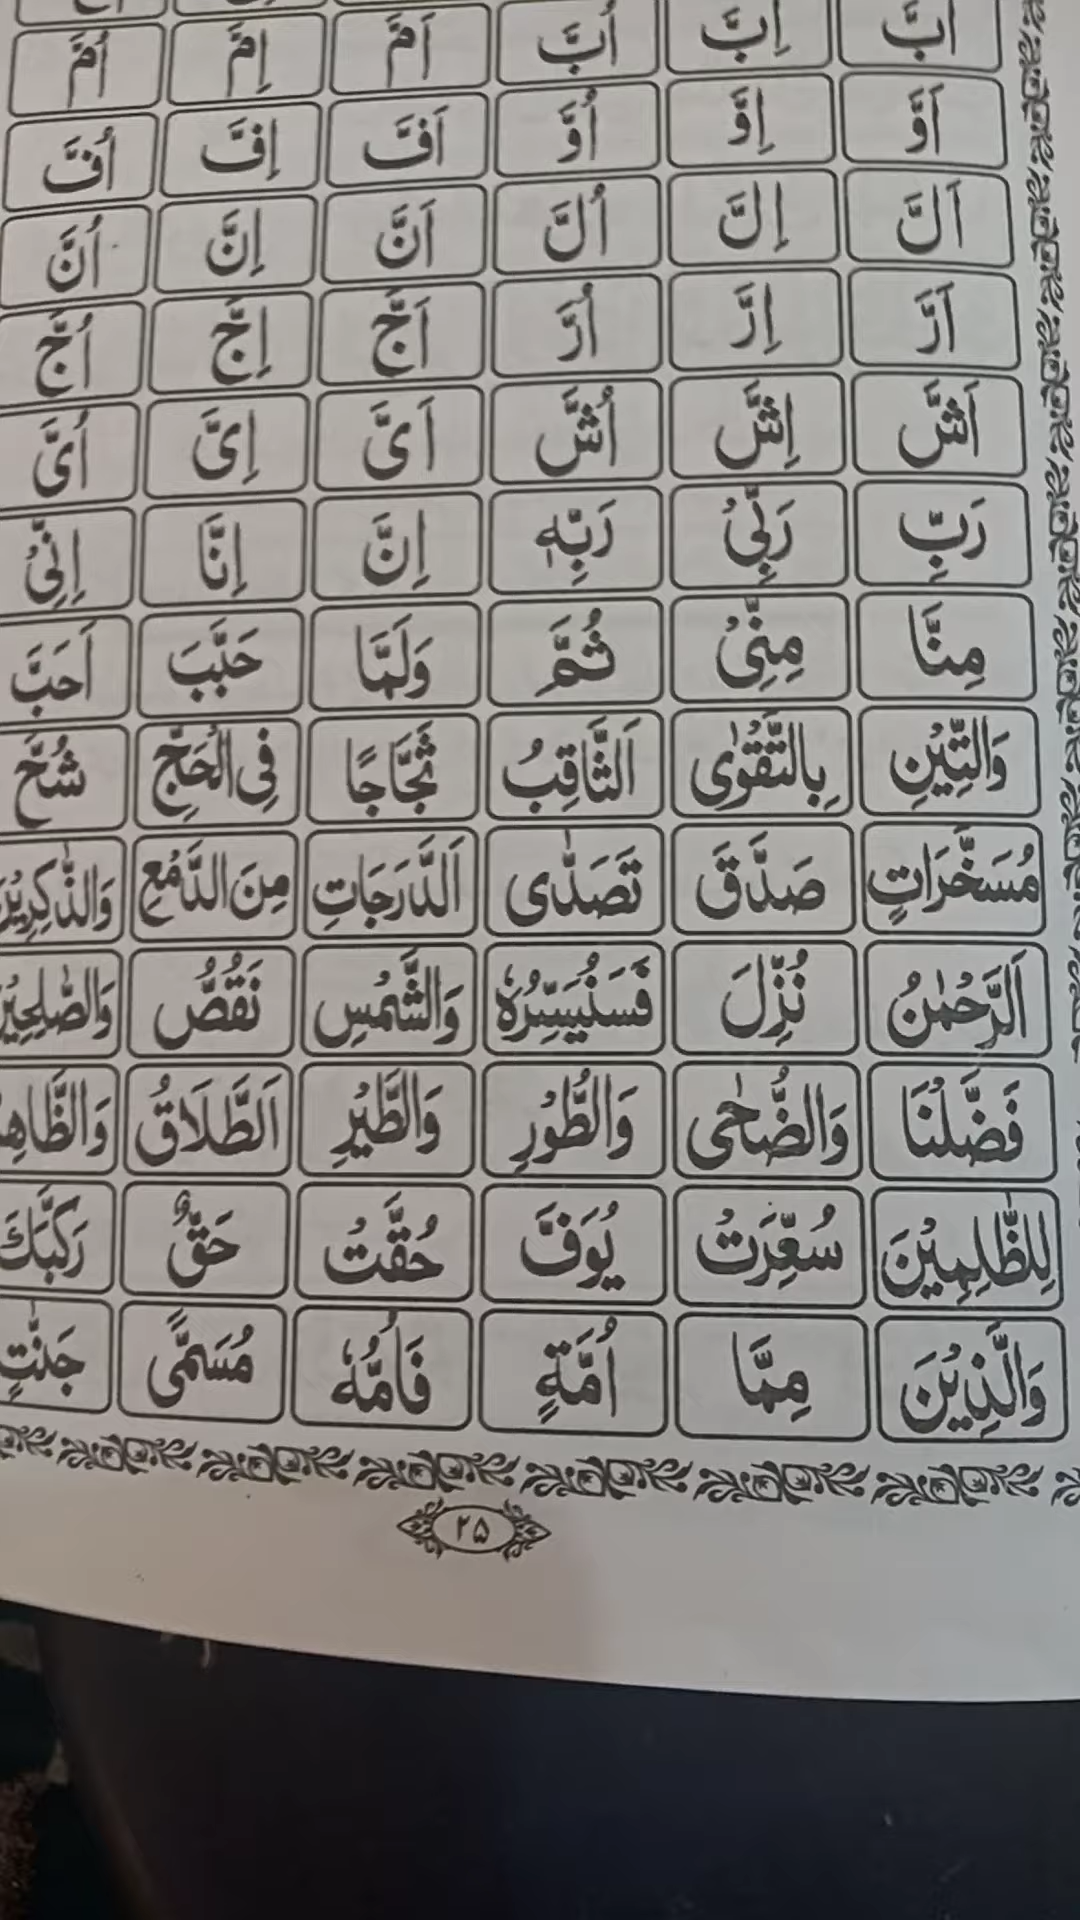 اَبَّ اِبَّ اُبَّ اَمَّ اِمَّ اُمَّ
اَوَّ اِوَّ اُوَّ اَفَّ اِفَّ اُفَّ
اَلَّ اِلَّ اُلَّ اَنَّ اِنَّ اُنَّ
اَرَّ اِرَّ اُرَّ اَجَّ اِجَّ اُجَّ
اَشَّ اِشَّ اُشَّ اَیَّ اِیَّ اُیَّ
رَبِّ رَبِّیْ رَبِّهٖ اِنَّ اِنَّا اِنِّیْ
مِنَّا مِنِّیْ ثُمَّ وَلَمَّا حَبَّبَ اَحَبَّ
وَالتِّیْنِ بِالتَّقْوٰی اَلثَّاقِبُ ثَجَّاجًا فِی الْحَجِّ شُحَّ
مُسَخَّرَاتٍ صَدَّقَ تَصَدّٰی اَلدَّرَجَاتِ مِنَ الدَّمْعِ
اَلرَّحْمٰنُ نُزِّلَ فَسَنُیَسِّرُهٗ وَالشَّمْسِ نَقُصُّ
فَضَّلْنَا وَالضُّحٰی وَالطُّوْرِ وَالطَّیْرِ اَلطَّلَاقُ
لِلظّٰلِمِیْنَ سُعِّرَتْ یُوَفَّ حُقَّتْ حَقٌّ رَكَّبَكَ
وَالَّذِیْنَ مِمَّا اُمَّةٍ فَاُمُّهٗ مُسَمًّی جَنّٰتٍ
۲۵